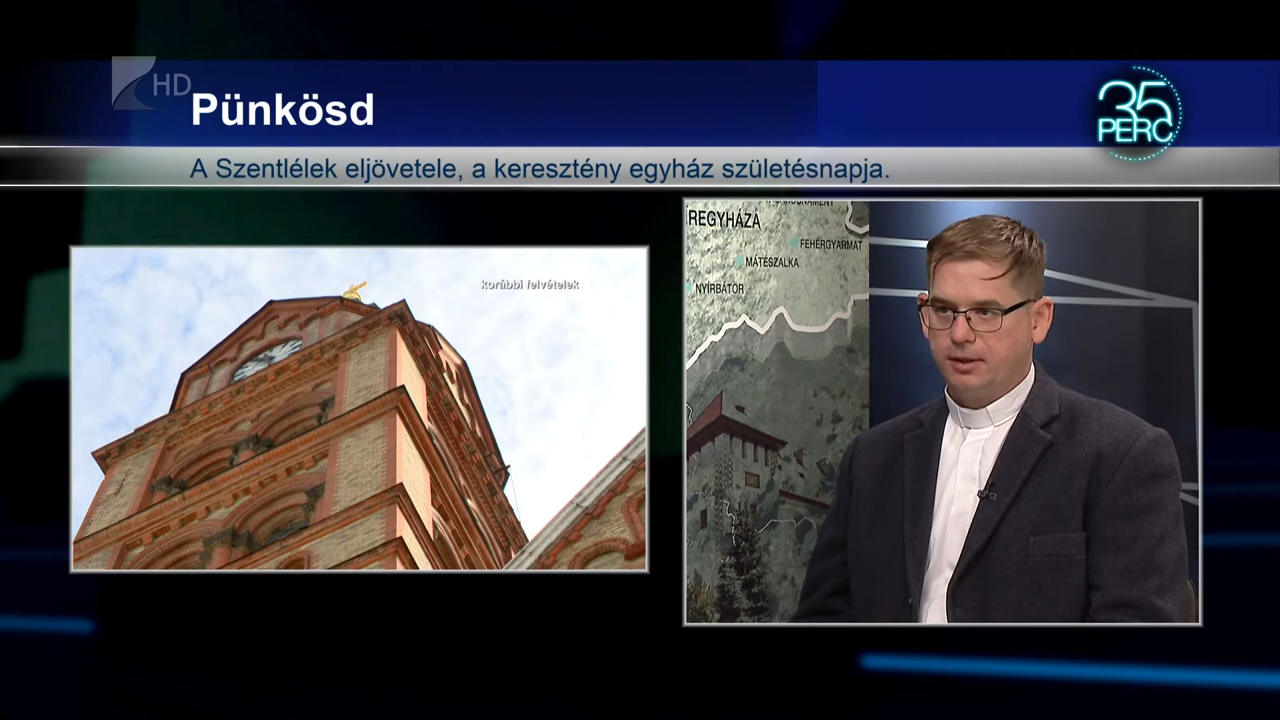 HD
Pünkösd
35
PERC
A Szentlélek eljövetele, a keresztény egyház születésnapja.
korábbi felvételek
REGYHÁZA
FEHÉRGYARMAT
MÁTÉSZALKA
NYÍRBÁTOR